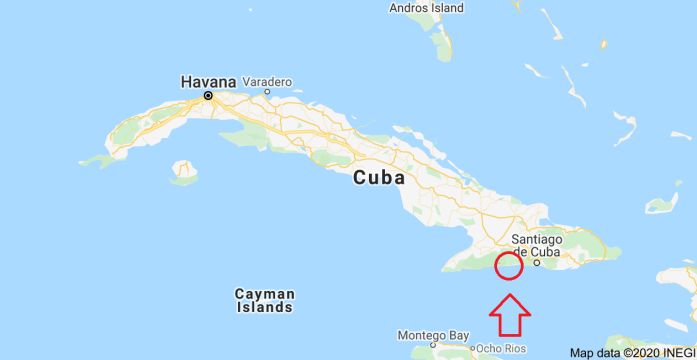 Andros Island
Havana
Varadero
Cuba
Santiago
de Cuba
Cayman
Islands
Montego Bay
Ocho Rios
Map data ©2020 INEGI